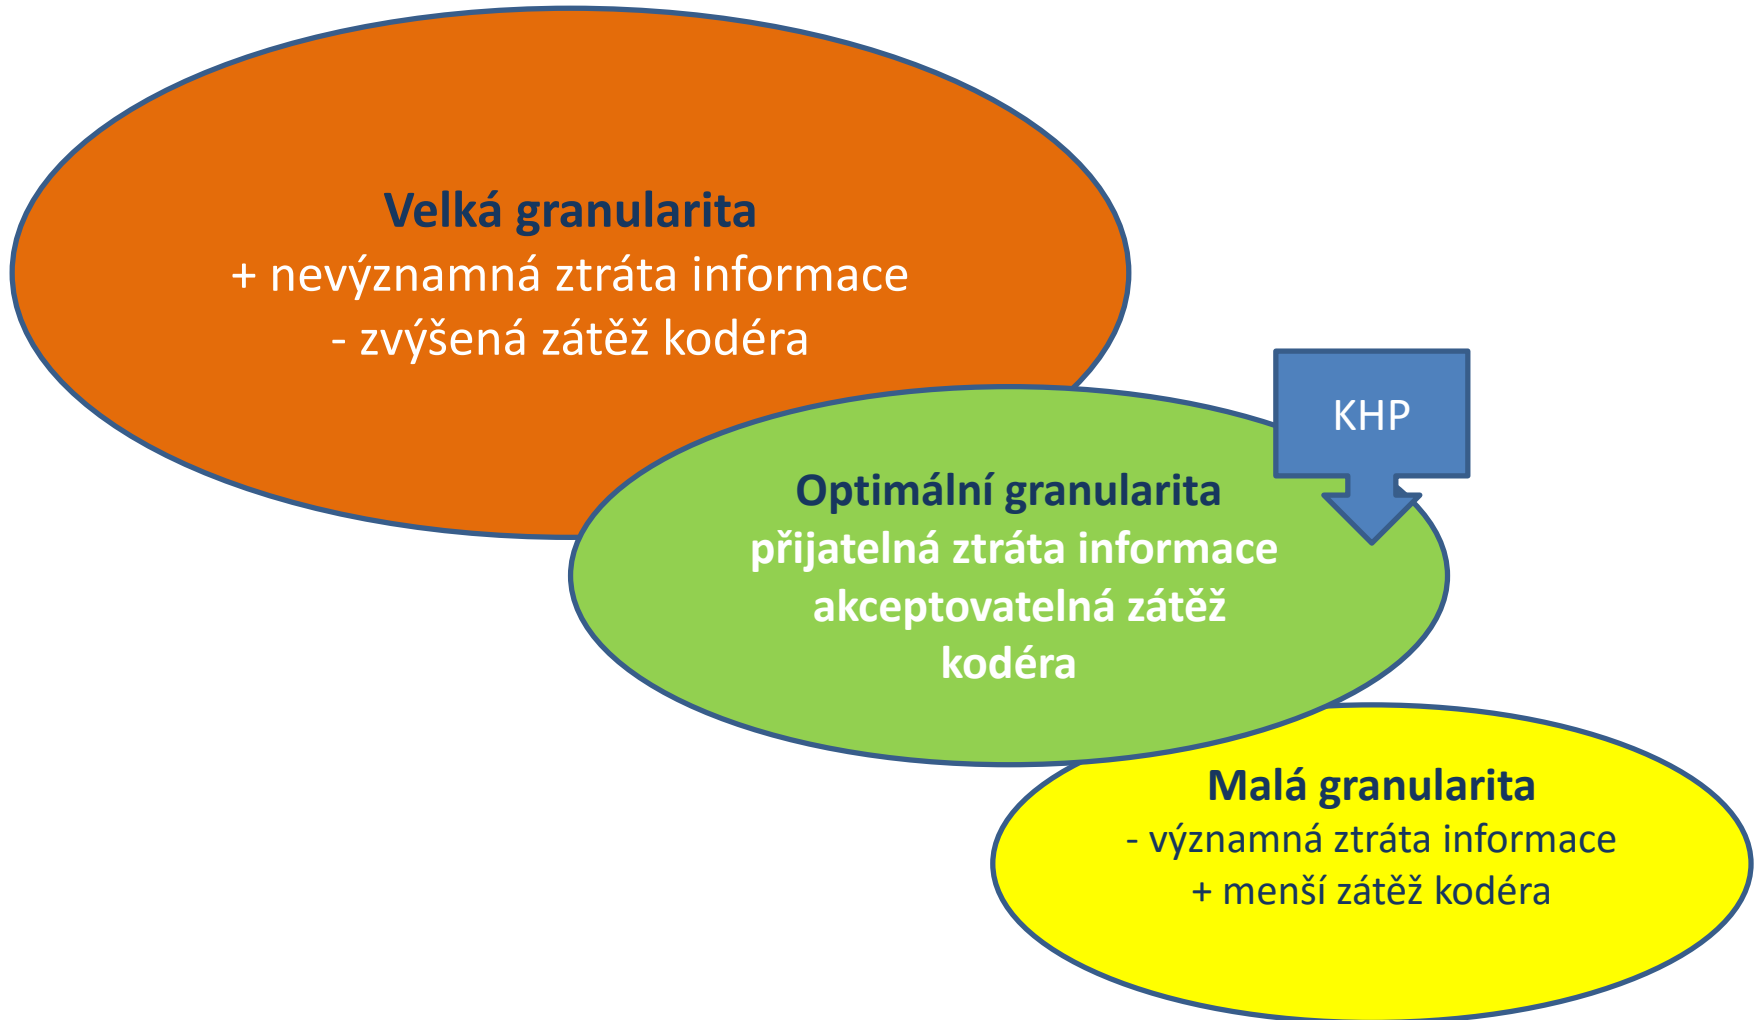 Velká granularita
+ nevýznamná ztráta informace
- zvýšená zátěž kodéra
KHP
Optimální granularita
přijatelná ztráta informace
akceptovatelná zátěž
kodéra
Malá granularita
- významná ztráta informace
+ menší zátěž kodéra